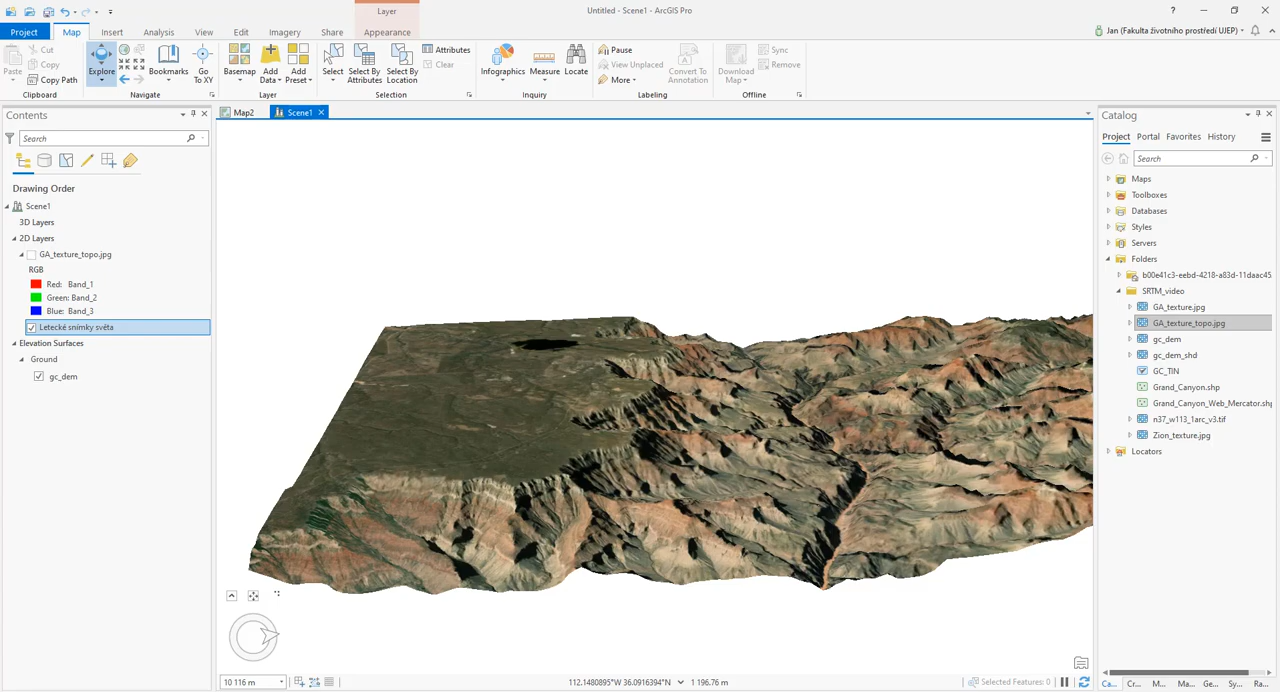 Untitled - Scene1 - ArcGIS Pro
Layer
?
Project
Map
Insert
Analysis
View
Edit
Imagery
Share
Appearance
Jan (Fakulta životního prostředí UJEP)
Paste
Cut
Copy
Copy Path
Clipboard
Explore
Bookmarks
Go To XY
Navigate
Basemap
Add Data
Add Preset
Layer
Select
Select By Attributes
Select By Location
Attributes
Clear
Selection
Infographics
Measure
Locate
Inquiry
Pause
View Unplaced
More
Convert To Annotation
Labeling
Download Map
Sync
Remove
Offline
Contents
Search
Drawing Order
Scene1
3D Layers
2D Layers
GA_texture_topo.jpg
RGB
Red: Band_1
Green: Band_2
Blue: Band_3
Letecké snímky světa
Elevation Surfaces
Ground
gc_dem
Map2
Scene1
10 116 m
112.1480895°W 36.0916394°N
1 196.76 m
Selected Features: 0
Catalog
Project
Portal
Favorites
History
Search
Maps
Toolboxes
Databases
Styles
Servers
Folders
b00e41c3-eebd-4218-a83d-11daac45
SRTM_video
GA_texture.jpg
GA_texture_topo.jpg
gc_dem
gc_dem_shd
GC_TIN
Grand_Canyon.shp
Grand_Canyon_Web_Mercator.shp
n37_w113_1arc_v3.tif
Zion_texture.jpg
Locators
Ca...
Cr...
M...
Ma...
Ge...
Sy...
Ra...